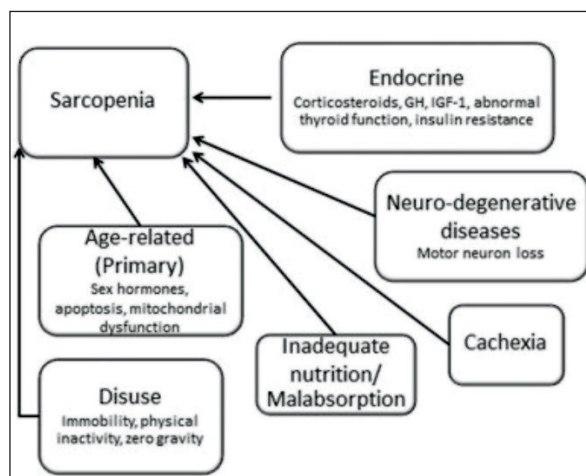 Sarcopenia
Endocrine
Corticosteroids, GH, IGF-1, abnormal
thyroid function, insulin resistance
Neuro-degenerative
diseases
Motor neuron loss
Age-related
(Primary)
Sex hormones,
apoptosis, mitochondrial
dysfunction
Cachexia
Inadequate
nutrition/
Malabsorption
Disuse
Immobility, physical
inactivity, zero gravity